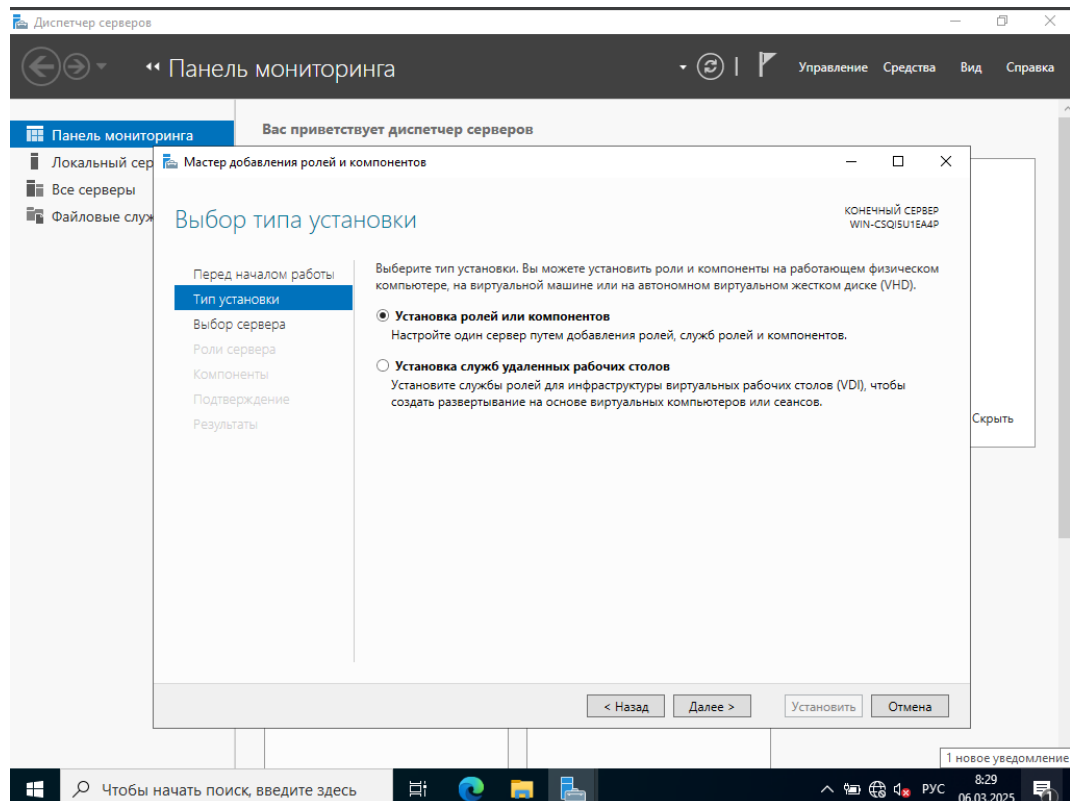 Диспетчер серверов
Панель мониторинга
Управление Средства Вид Справка
Панель мониторинга
Локальный сер
Все серверы
Файловые служ
Вас приветствует диспетчер серверов
Мастер добавления ролей и компонентов
Выбор типа установки
КОНЕЧНЫЙ СЕРВЕР
WIN-CSQI5U1EA4P
Перед началом работы
Тип установки
Выбор сервера
Роли сервера
Компоненты
Подтверждение
Результаты
Выберите тип установки. Вы можете установить роли и компоненты на работающем физическом
компьютере, на виртуальной машине или на автономном виртуальном жестком диске (VHD).
Установка ролей или компонентов
Настройте один сервер путем добавления ролей, служб ролей и компонентов.
Установка служб удаленных рабочих столов
Установите службы ролей для инфраструктуры виртуальных рабочих столов (VDI), чтобы
создать развертывание на основе виртуальных компьютеров или сеансов.
Скрыть
< Назад Далее > Установить Отмена
1 новое уведомление
Чтобы начать поиск, введите здесь
РУС
8:29
06.03.2025
1